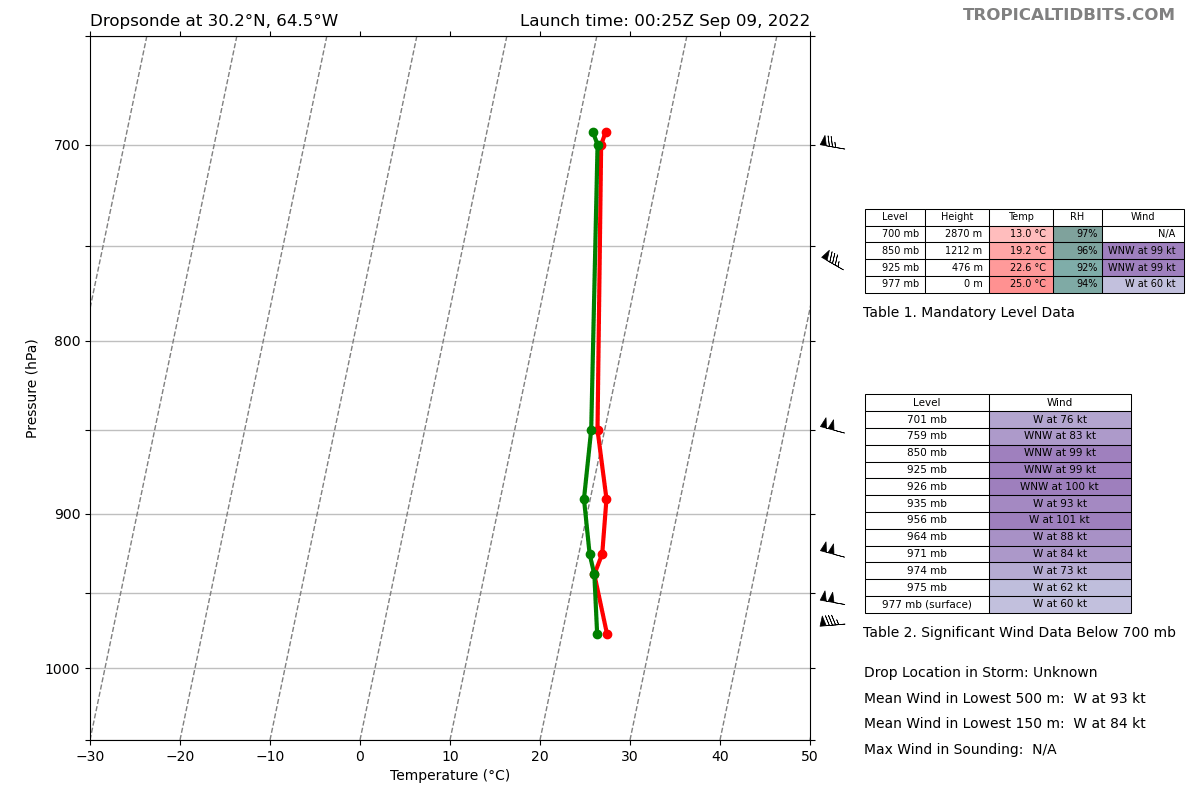 Dropsonde at 30.2°N, 64.5°W
Launch time: 00:25Z Sep 09, 2022
TROPICALTIDBITS.COM
Pressure (hPa)
700
800
900
1000
−30 −20 −10 0 10 20 30 40 50
Temperature (°C)
Level Height Temp RH Wind
700 mb 2870 m 13.0 °C 97% N/A
850 mb 1212 m 19.2 °C 96% WNW at 99 kt
925 mb 476 m 22.6 °C 92% WNW at 99 kt
977 mb 0 m 25.0 °C 94% W at 60 kt
Table 1. Mandatory Level Data
Level Wind
701 mb W at 76 kt
759 mb WNW at 83 kt
850 mb WNW at 99 kt
925 mb WNW at 99 kt
926 mb WNW at 100 kt
935 mb W at 93 kt
956 mb W at 101 kt
964 mb W at 88 kt
971 mb W at 84 kt
974 mb W at 73 kt
975 mb W at 62 kt
977 mb (surface) W at 60 kt
Table 2. Significant Wind Data Below 700 mb
Drop Location in Storm: Unknown
Mean Wind in Lowest 500 m: W at 93 kt
Mean Wind in Lowest 150 m: W at 84 kt
Max Wind in Sounding: N/A